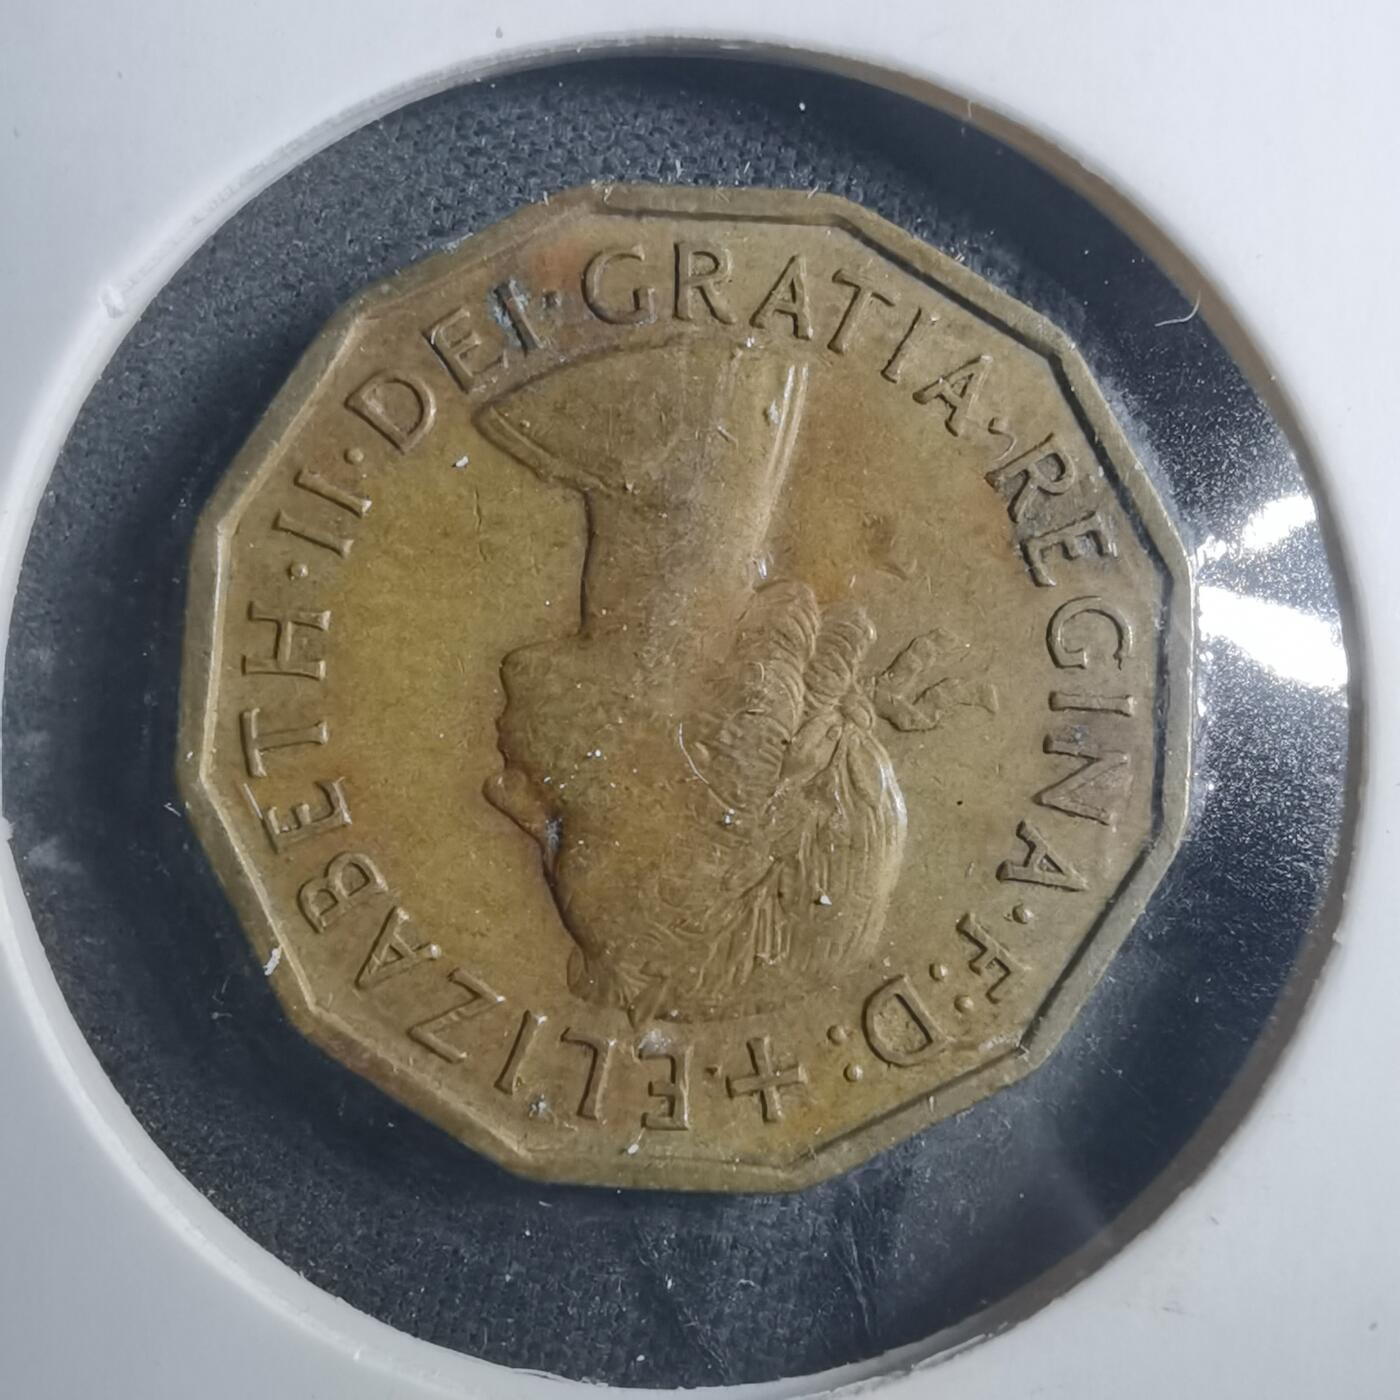 + ELIZABETH · II · DEI · GRATIA · REGINA · F : D :